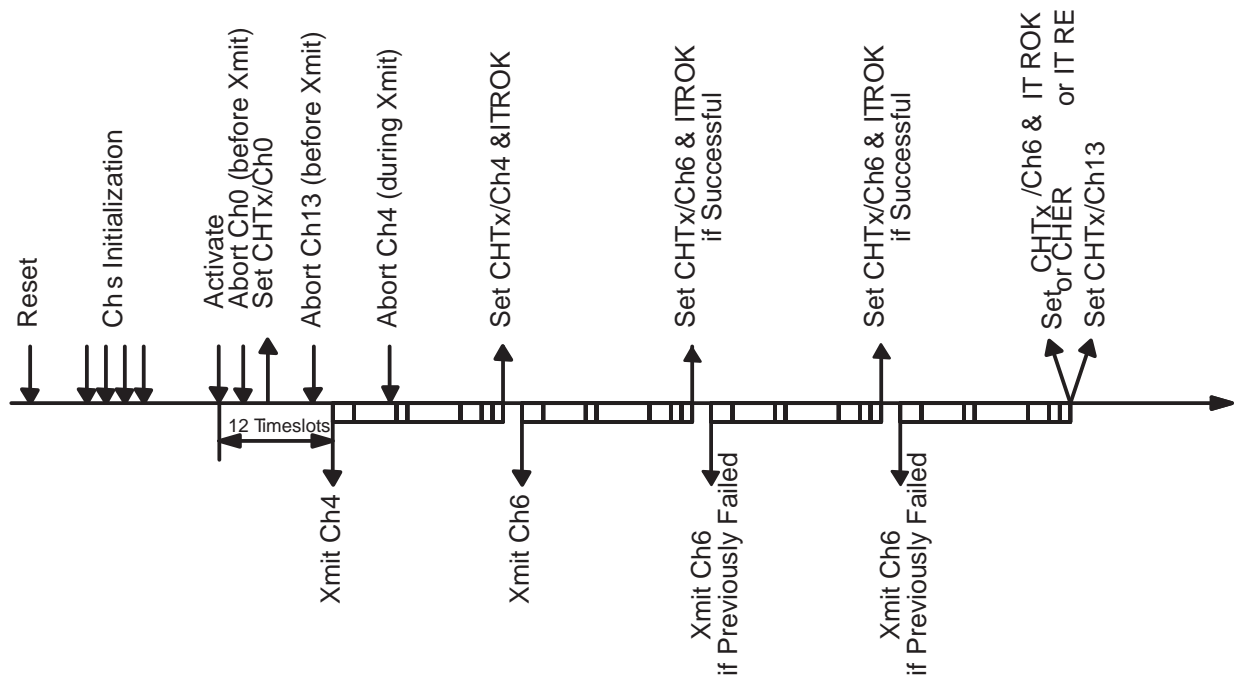 Reset
Ch s Initialization
Activate
Abort Ch0 (before Xmit)
Set CHTx/Ch0
Abort Ch13 (before Xmit)
Abort Ch4 (during Xmit)
Set CHTx/Ch4 &ITROK
Set CHTx/Ch6 & ITROK
if Successful
Set CHTx/Ch6 & ITROK
if Successful
Set CHTx /Ch6 & IT ROK
or CHER or IT RE
Set CHTx/Ch13
12 Timeslots
Xmit Ch4
Xmit Ch6
Xmit Ch6
if Previously Failed
Xmit Ch6
if Previously Failed